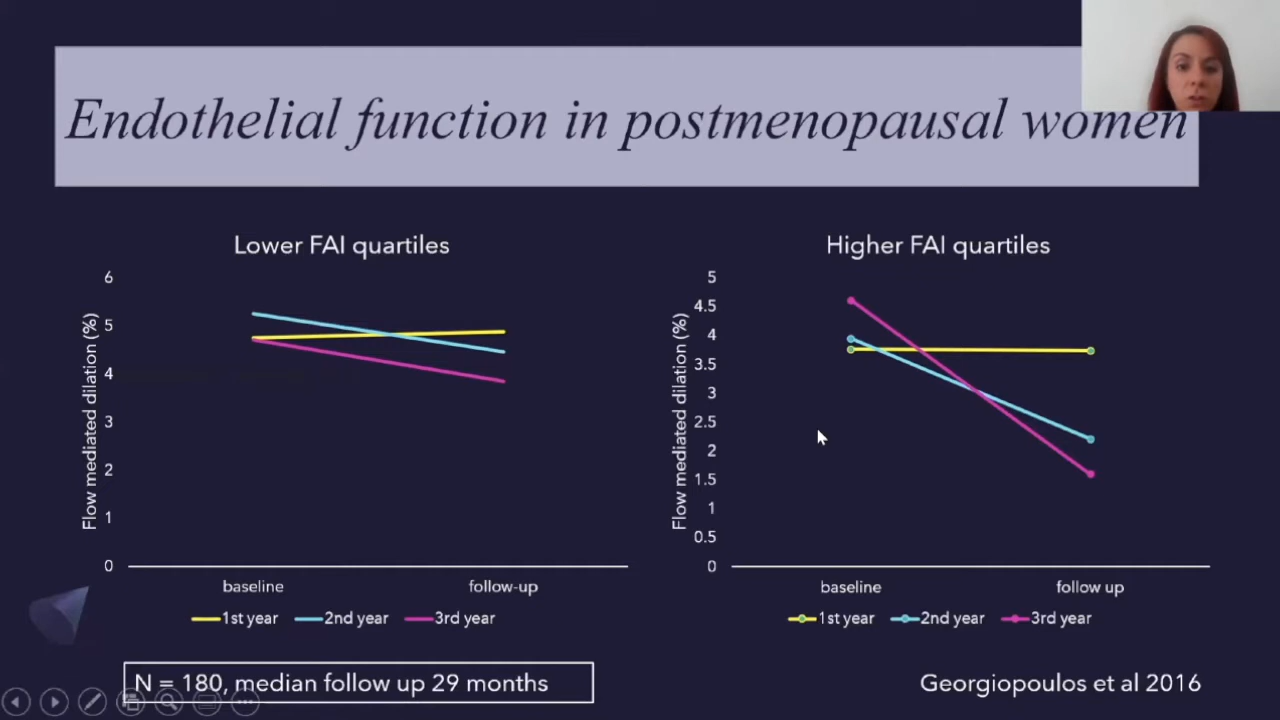 Endothelial function in postmenopausal women
Lower FAI quartiles
6
5
4
3
2
1
0
Flow mediated dilation (%)
baseline
follow-up
1st year
2nd year
3rd year
Higher FAI quartiles
5
4.5
4
3.5
3
2.5
2
1.5
1
0.5
0
Flow mediated dilation (%)
baseline
follow up
1st year
2nd year
3rd year
N = 180, median follow up 29 months
Georgiopoulos et al 2016